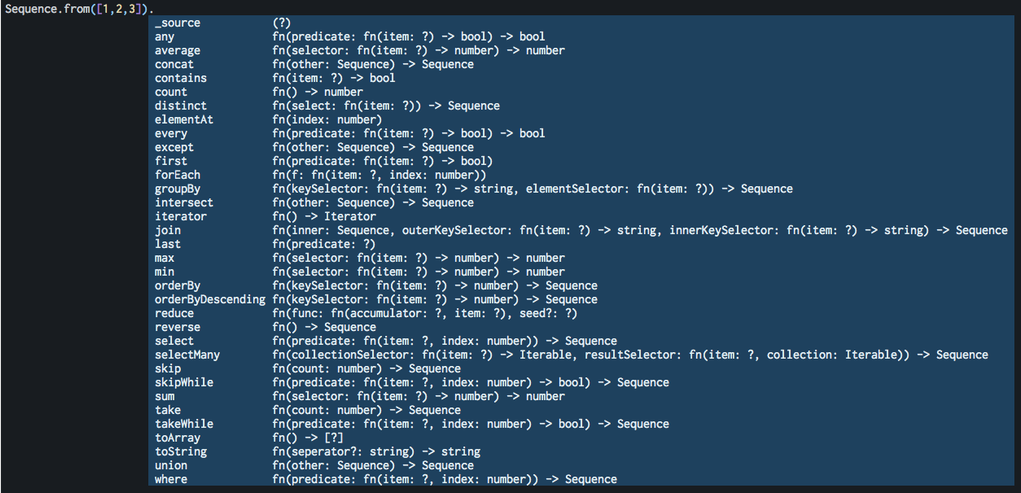 Sequence.from([1,2,3]).
_source (?)
any fn(predicate: fn(item: ?) -> bool) -> bool
average fn(selector: fn(item: ?) -> number) -> number
concat fn(other: Sequence) -> Sequence
contains fn(item: ?) -> bool
count fn() -> number
distinct fn(select: fn(item: ?)) -> Sequence
elementAt fn(index: number)
every fn(predicate: fn(item: ?) -> bool) -> bool
except fn(other: Sequence) -> Sequence
first fn(predicate: fn(item: ?) -> bool)
forEach fn(f: fn(item: ?, index: number))
groupBy fn(keySelector: fn(item: ?) -> string, elementSelector: fn(item: ?)) -> Sequence
intersect fn(other: Sequence) -> Sequence
iterator fn() -> Iterator
join fn(inner: Sequence, outerKeySelector: fn(item: ?) -> string, innerKeySelector: fn(item: ?) -> string) -> Sequence
last fn(predicate: ?)
max fn(selector: fn(item: ?) -> number) -> number
min fn(selector: fn(item: ?) -> number) -> number
orderBy fn(keySelector: fn(item: ?) -> number) -> Sequence
orderByDescending fn(keySelector: fn(item: ?) -> number) -> Sequence
reduce fn(func: fn(accumulator: ?, item: ?), seed?: ?)
reverse fn() -> Sequence
select fn(predicate: fn(item: ?, index: number)) -> Sequence
selectMany fn(collectionSelector: fn(item: ?) -> Iterable, resultSelector: fn(item: ?, collection: Iterable)) -> Sequence
skip fn(count: number) -> Sequence
skipWhile fn(predicate: fn(item: ?, index: number) -> bool) -> Sequence
sum fn(selector: fn(item: ?) -> number) -> number
take fn(count: number) -> Sequence
takeWhile fn(predicate: fn(item: ?, index: number) -> bool) -> Sequence
toArray fn() -> [?]
toString fn(seperator?: string) -> string
union fn(other: Sequence) -> Sequence
where fn(predicate: fn(item: ?, index: number)) -> Sequence